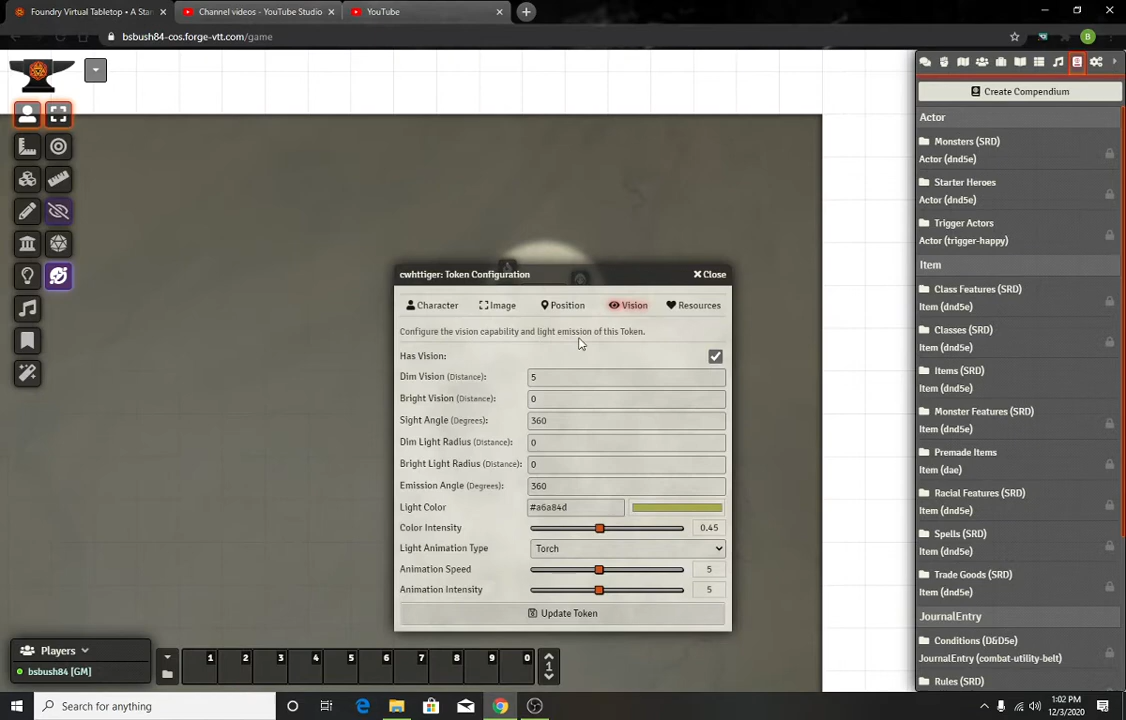 Foundry Virtual Tabletop • A Sta
Channel videos - YouTube Studio
YouTube
bsbush84-cos.forge-vtt.com/game
B
Create Compendium
Actor
Monsters (SRD)
Actor (dnd5e)
Starter Heroes
Actor (dnd5e)
Trigger Actors
Actor (trigger-happy)
Item
Class Features (SRD)
Item (dnd5e)
Classes (SRD)
Item (dnd5e)
Items (SRD)
Item (dnd5e)
Monster Features (SRD)
Item (dnd5e)
Premade Items
Item (dae)
Racial Features (SRD)
Item (dnd5e)
Spells (SRD)
Item (dnd5e)
Trade Goods (SRD)
Item (dnd5e)
JournalEntry
Conditions (D&D5e)
JournalEntry (combat-utility-belt)
Rules (SRD)
cwhttiger: Token Configuration
Close
Character Image Position Vision Resources
Configure the vision capability and light emission of this Token.
Has Vision:
Dim Vision (Distance): 5
Bright Vision (Distance): 0
Sight Angle (Degrees): 360
Dim Light Radius (Distance): 0
Bright Light Radius (Distance): 0
Emission Angle (Degrees): 360
Light Color #a6a84d
Color Intensity 0.45
Light Animation Type Torch
Animation Speed 5
Animation Intensity 5
Update Token
Players
bsbush84 [GM]
1 2 3 4 5 6 7 8 9 0
1
Search for anything
1:02 PM
12/3/2020